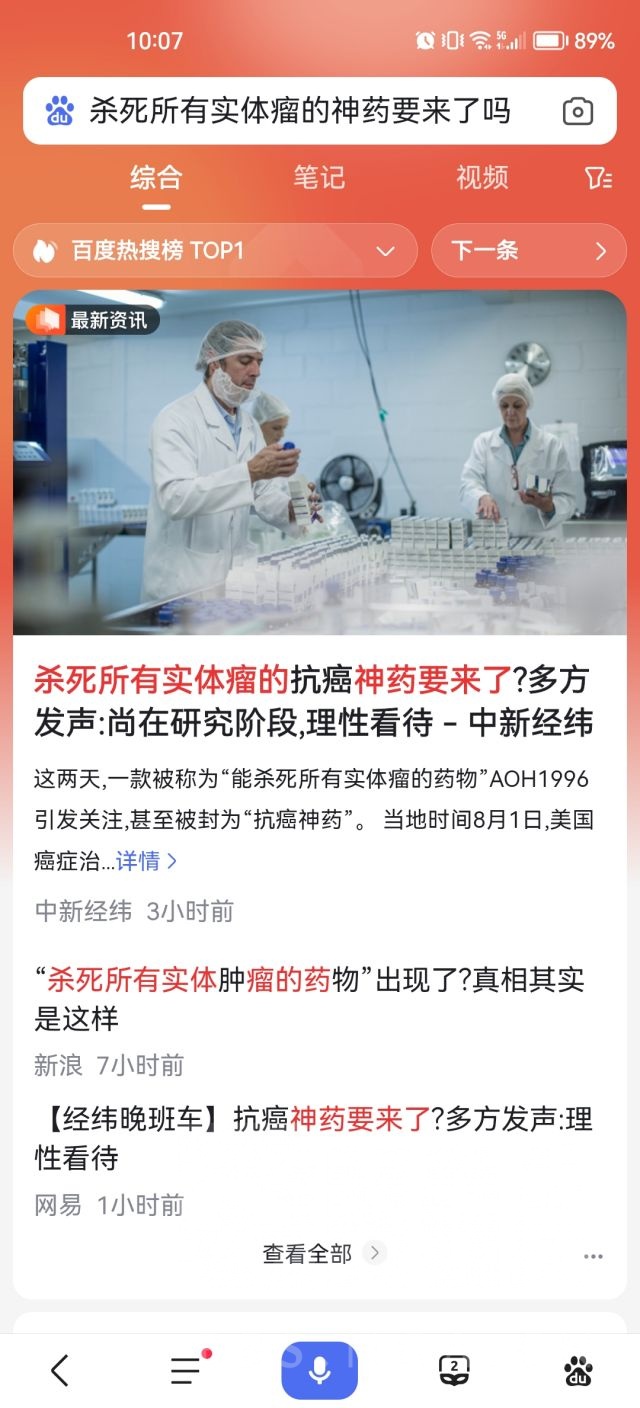 10:07
5G
89%
du 杀死所有实体瘤的神药要来了吗
综合 笔记 视频
百度热搜榜 TOP1
下一条
最新资讯
杀死所有实体瘤的抗癌神药要来了?多方
发声:尚在研究阶段,理性看待 - 中新经纬
这两天,一款被称为“能杀死所有实体瘤的药物”AOH1996
引发关注,甚至被封为“抗癌神药”。 当地时间8月1日,美国
癌症治...详情
中新经纬 3小时前
“杀死所有实体肿瘤的药物”出现了?真相其实
是这样
新浪 7小时前
【经纬晚班车】抗癌神药要来了?多方发声:理
性看待
网易 1小时前
查看全部
2
du